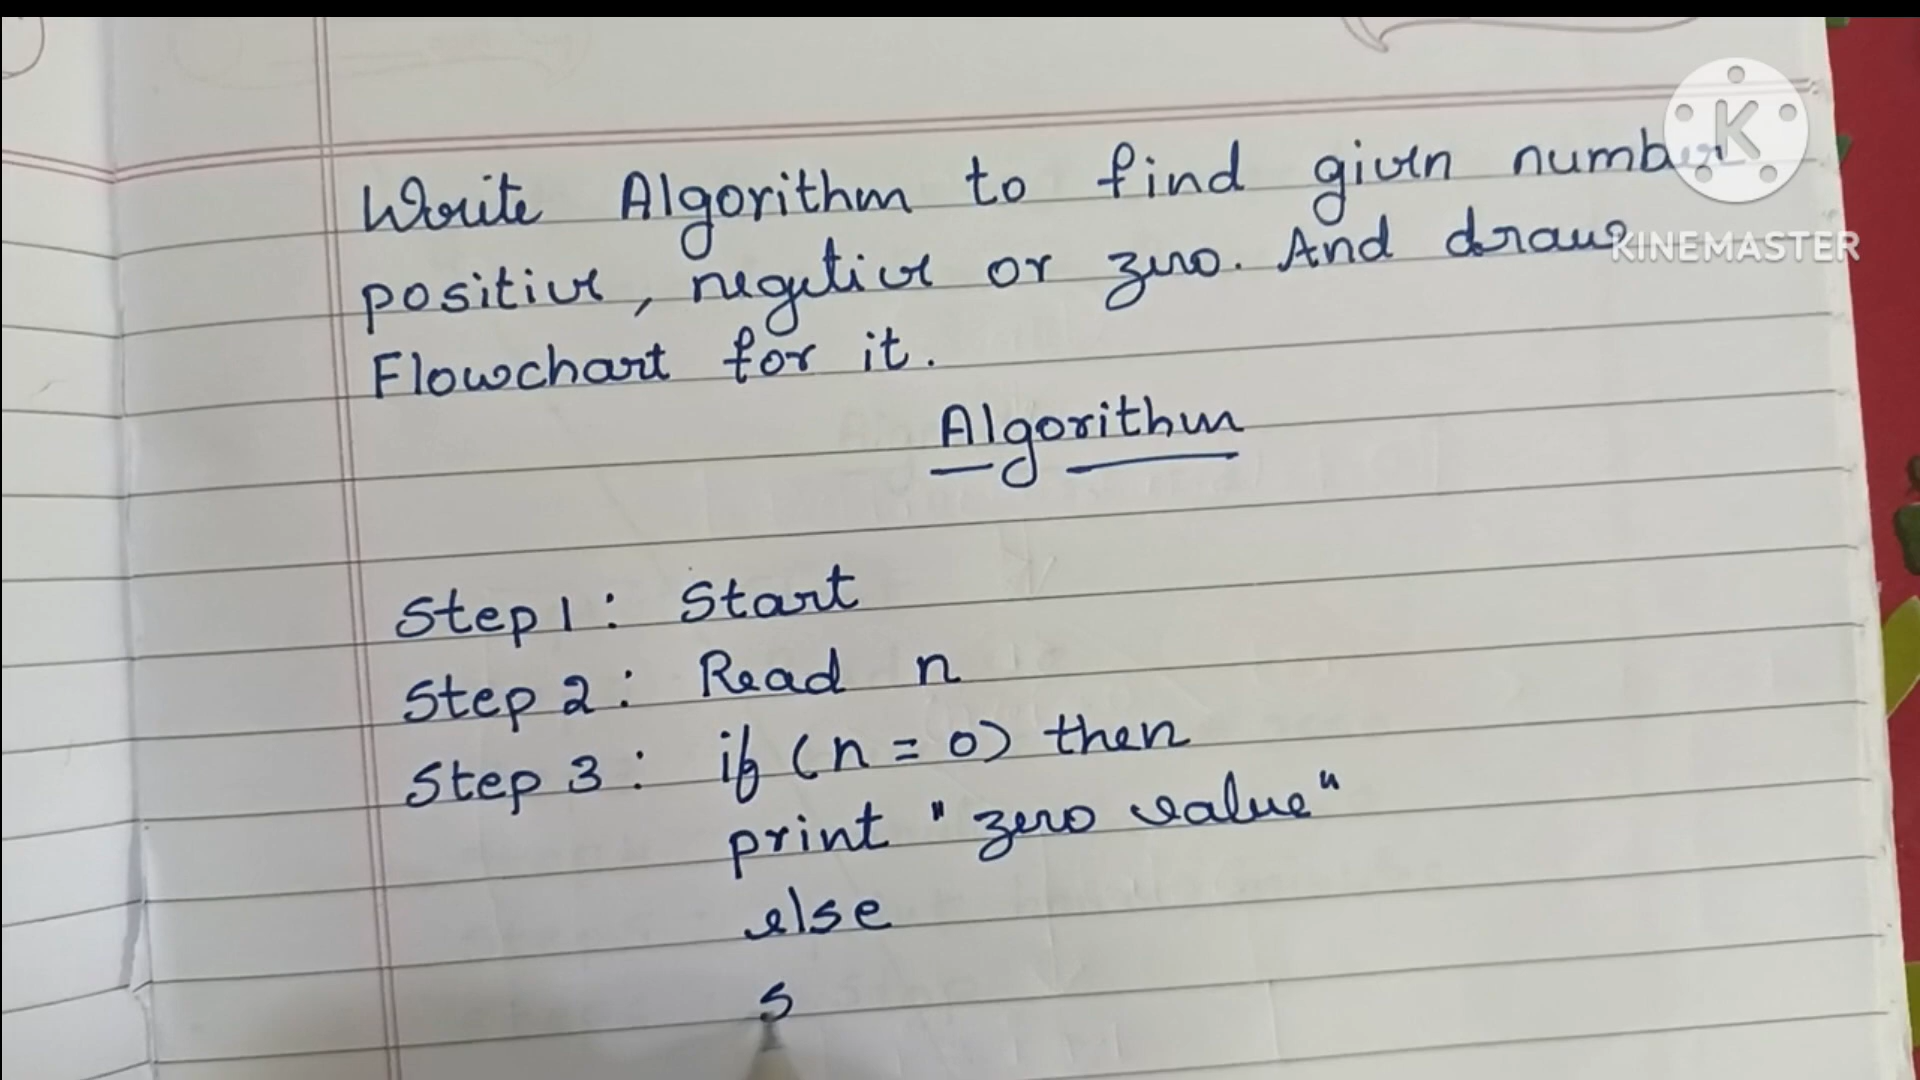 Write Algorithm to find given number
positive, negetive or zero. And draw
Flowchart for it.
Algorithm
Step 1: Start
Step 2: Read n
Step 3: if (n = 0) then
print "zero value"
else
s
K
KINEMASTER